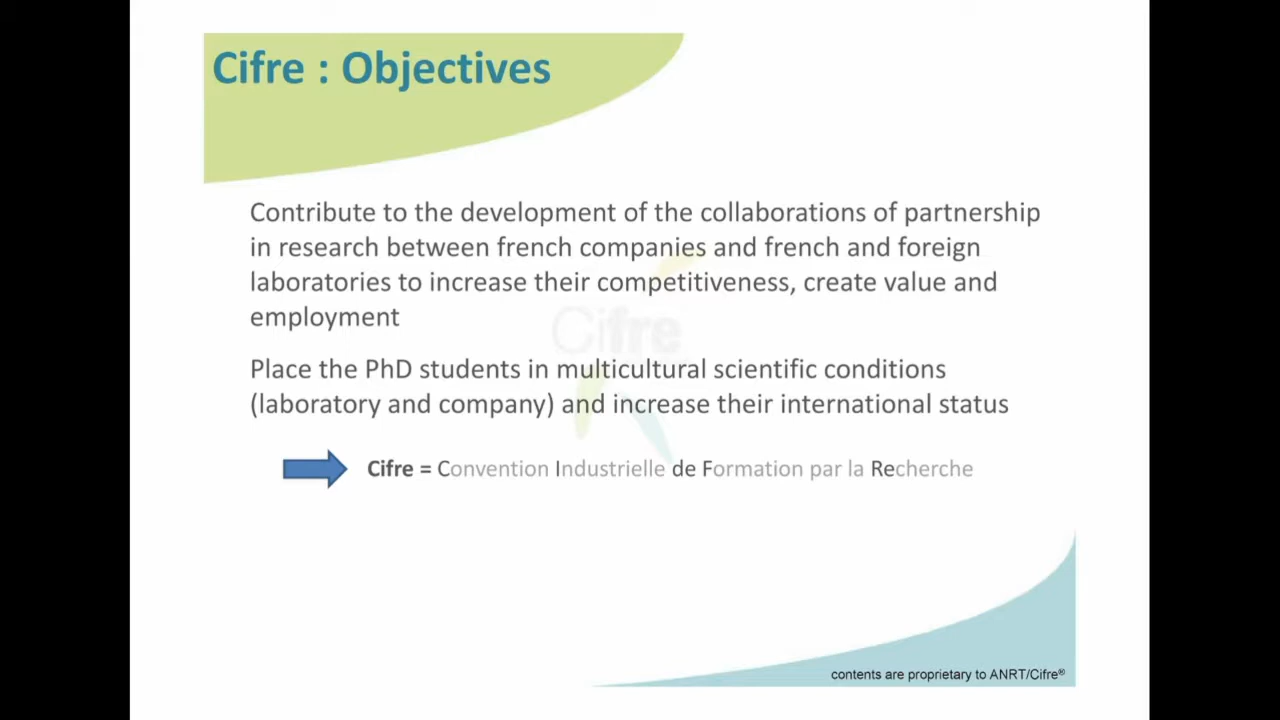 Cifre : Objectives
Contribute to the development of the collaborations of partnership
in research between french companies and french and foreign
laboratories to increase their competitiveness, create value and
employment
Cifre
Place the PhD students in multicultural scientific conditions
(laboratory and company) and increase their international status
Cifre = Convention Industrielle de Formation par la Recherche
contents are proprietary to ANRT/Cifre®